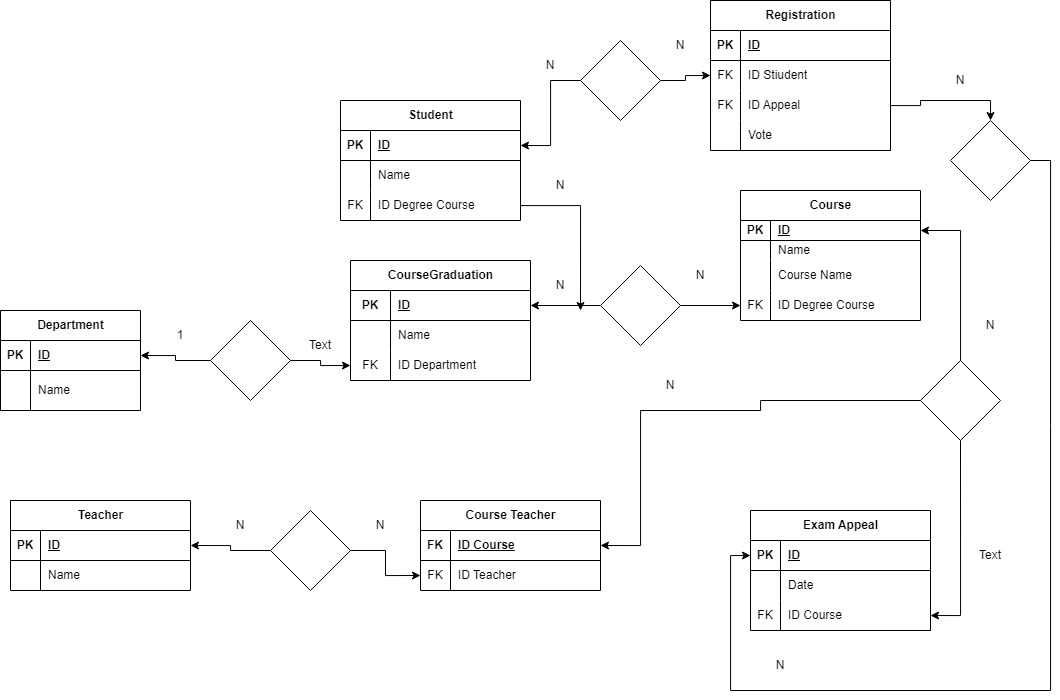 Registration
PK ID
FK ID Stiudent
FK ID Appeal
Vote
N
N
N
Student
PK ID
Name
FK ID Degree Course
N
Course
PK ID
Name
Course Name
FK ID Degree Course
CourseGraduation
PK ID
Name
FK ID Department
N
N
Department
PK ID
Name
1
Text
N
N
Teacher
PK ID
Name
N
N
Course Teacher
FK ID Course
FK ID Teacher
Exam Appeal
PK ID
Date
FK ID Course
Text
N